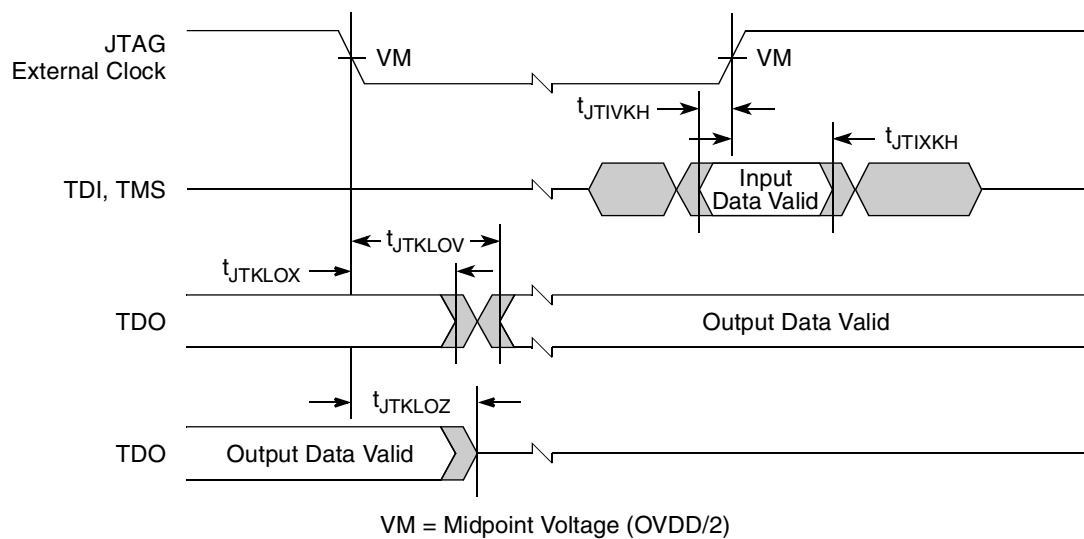 JTAG
External Clock
VM
VM
tJTIVKH
tJTIXKH
TDI, TMS
Input
Data Valid
tJTKLOV
tJTKLOX
TDO
Output Data Valid
tJTKLOZ
TDO
Output Data Valid
VM = Midpoint Voltage (OVDD/2)